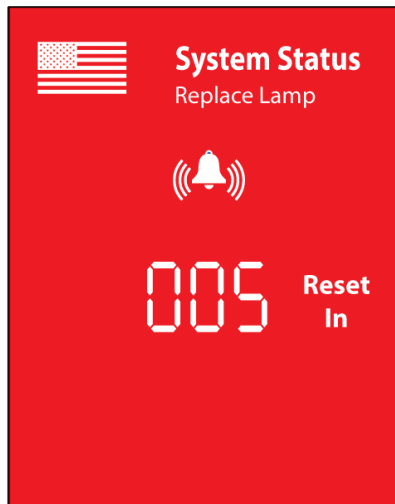 System Status
Replace Lamp
005
Reset
In